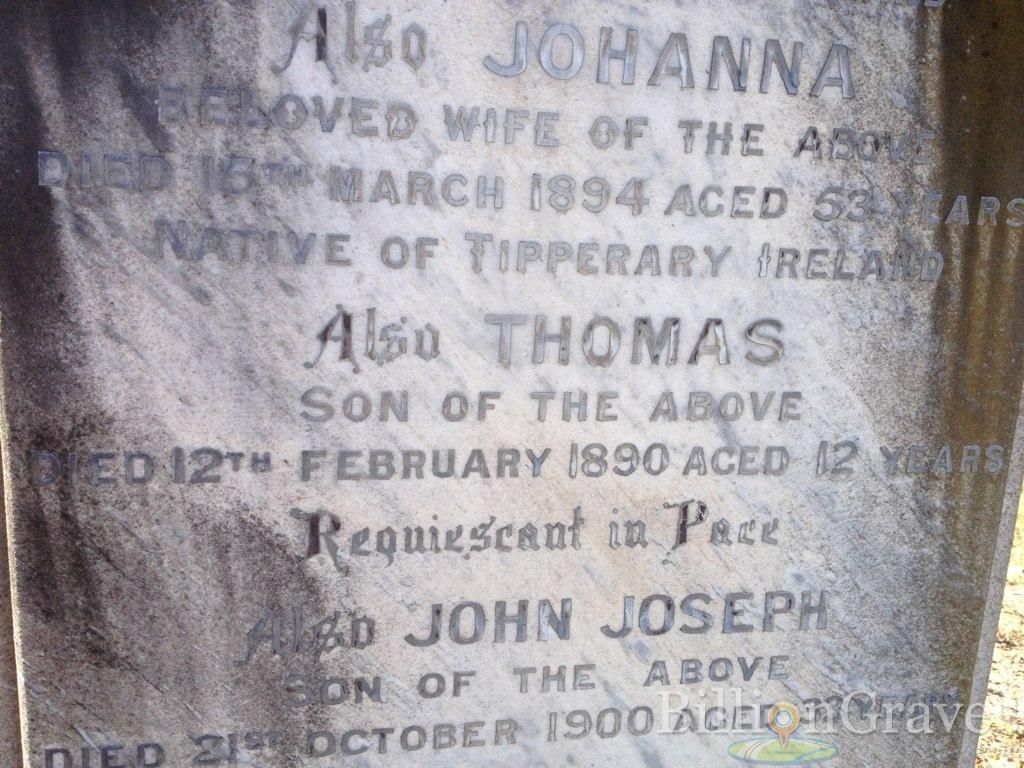 Also JOHANNA
BELOVED WIFE OF THE ABOVE
DIED 15TH MARCH 1894 AGED 53 YEARS
NATIVE OF TIPPERARY IRELAND
Also THOMAS
SON OF THE ABOVE
DIED 12TH FEBRUARY 1890 AGED 12 YEARS
Requiescant in Pace
Also JOHN JOSEPH
SON OF THE ABOVE
DIED 21ST OCTOBER 1900 AGED YEARS
BillionGraves